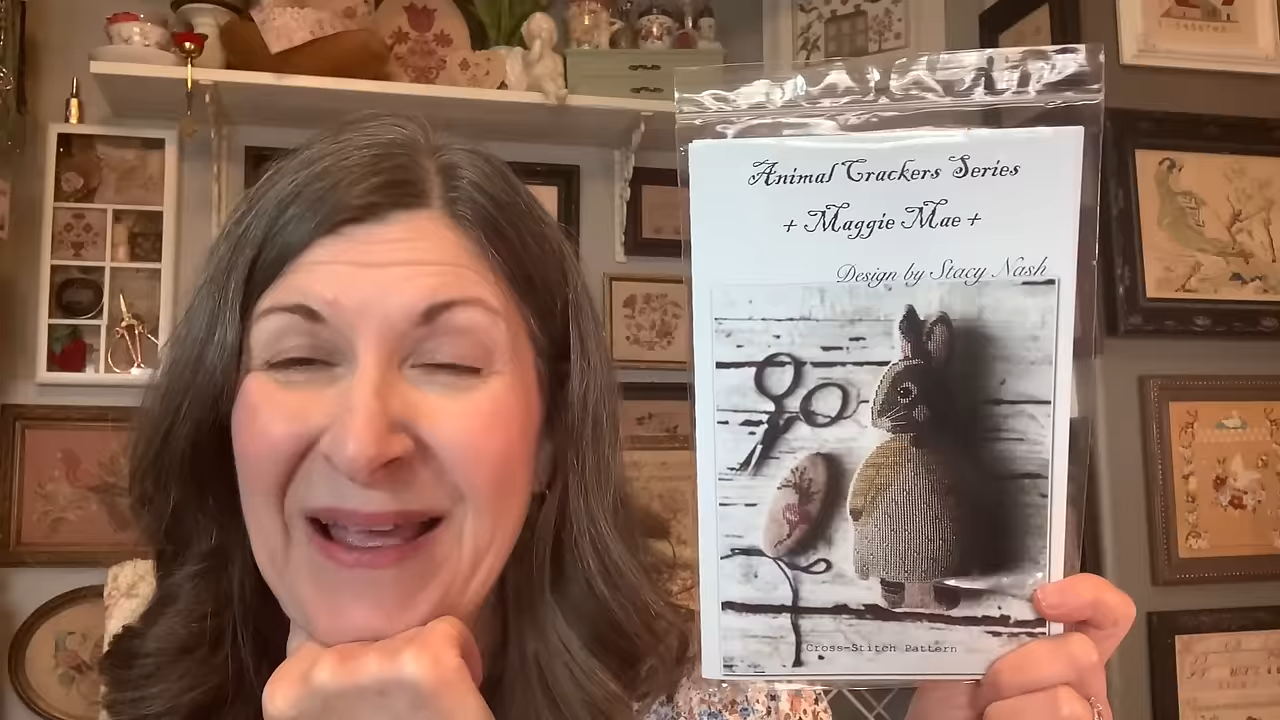 Animal Crackers Series
+ Maggie Mae +
Design by Stacy Nash
Cross-Stitch Pattern